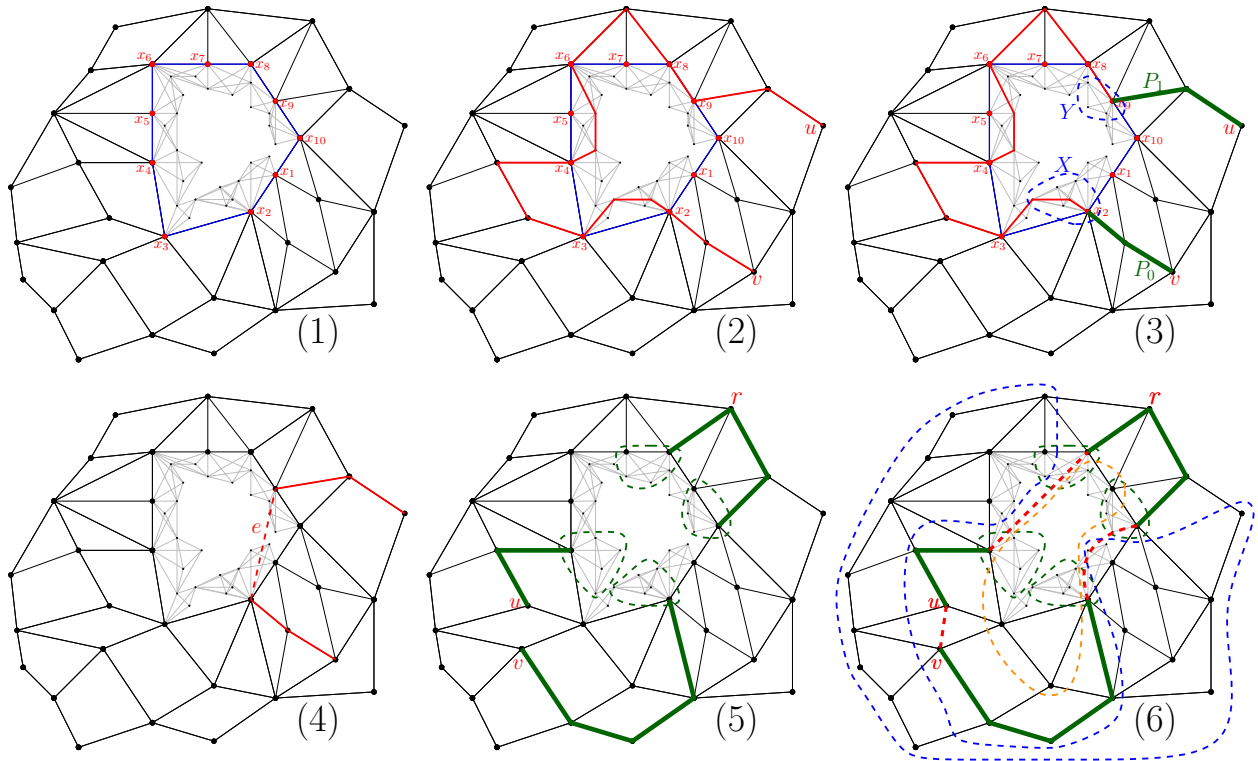 x6 x7 x8
x9
x5 x10
x4 x1
x2
x3
(1)
x6 x7 x8
x9
x5 u
x10
x4 x1
x2
x3 v
(2)
x6 x7 x8
P1
Y x9
x5 u
x10
x4 X x1
x2
x3 P0 v
(3)
e
(4)
r
u
v
(5)
r
u
v
(6)